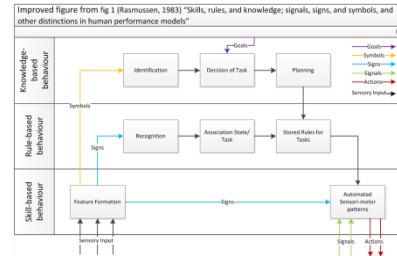 Improved figure from fig 1 (Rasmussen, 1983) "Skills, rules, and knowledge; signals, signs, and symbols, and
other distinctions in human performance models"
Knowledge-
based
behaviour
Goals
Identification
Decision of Task
Planning
Goals
Symbols
Signs
Signals
Actions
Sensory Input
Symbols
Rule-based
behaviour
Recognition
Association State/
Task
Stored Rules for
Tasks
Signs
Skill-based
behaviour
Feature Formation
Signs
Automated
Sensori-motor
patterns
Sensory Input
Signals
Actions